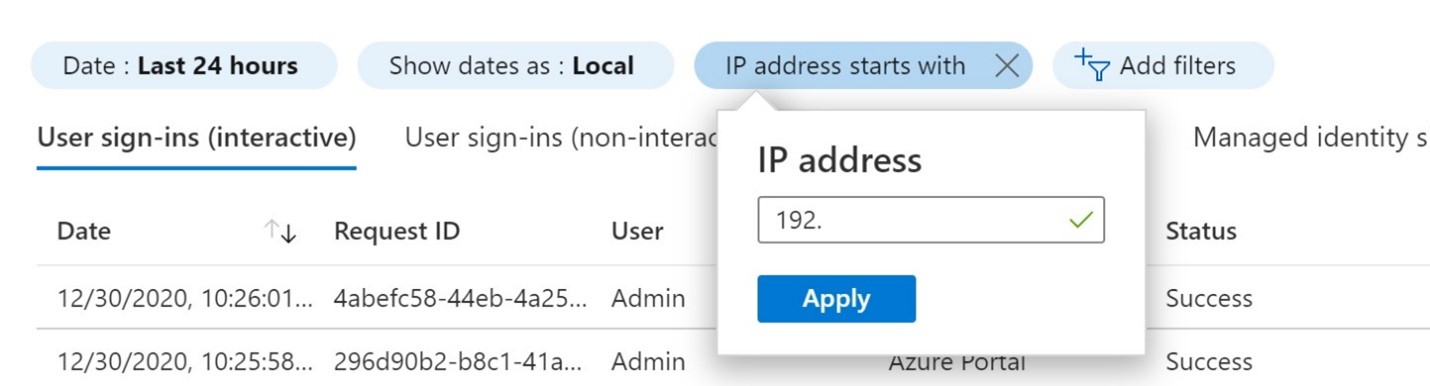 Date : Last 24 hours Show dates as : Local IP address starts with Add filters
User sign-ins (interactive) User sign-ins (non-interac Managed identity s
IP address
192.
Apply
Date Request ID User Status
12/30/2020, 10:26:01... 4abefc58-44eb-4a25... Admin Success
12/30/2020, 10:25:58... 296d90b2-b8c1-41a... Admin Azure Portal Success